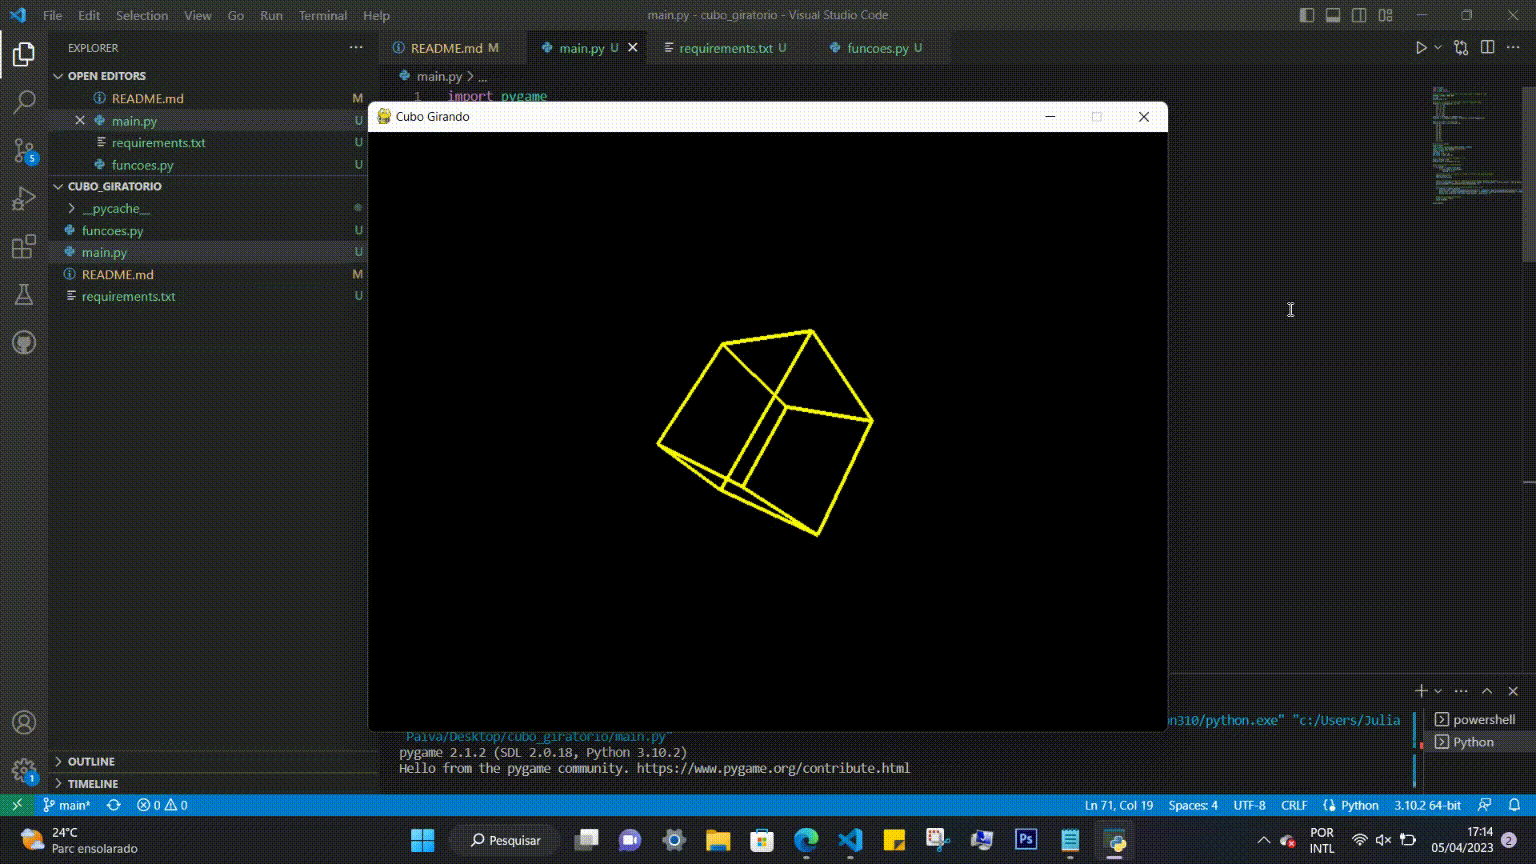 File Edit Selection View Go Run Terminal Help
main.py - cubo_giratorio - Visual Studio Code
EXPLORER
README.md M
main.py U
requirements.txt U
funcoes.py U
OPEN EDITORS
main.py > ...
README.md M
1 import pygame
main.py U
Cubo Girando
requirements.txt U
funcoes.py U
CUBO_GIRATORIO
__pycache__
funcoes.py U
main.py U
README.md M
requirements.txt U
5
n310/python.exe" "c:/Users/Julia
Paiva/Desktop/cubo_giratorio/main.py"
pygame 2.1.2 (SDL 2.0.18, Python 3.10.2)
Hello from the pygame community. https://www.pygame.org/contribute.html
powershell
Python
OUTLINE
TIMELINE
1
main* 0 0
Ln 71, Col 19 Spaces: 4 UTF-8 CRLF Python 3.10.2 64-bit
24°C
Parc ensolarado
Pesquisar
Ps
POR
INTL
17:14
05/04/2023
2